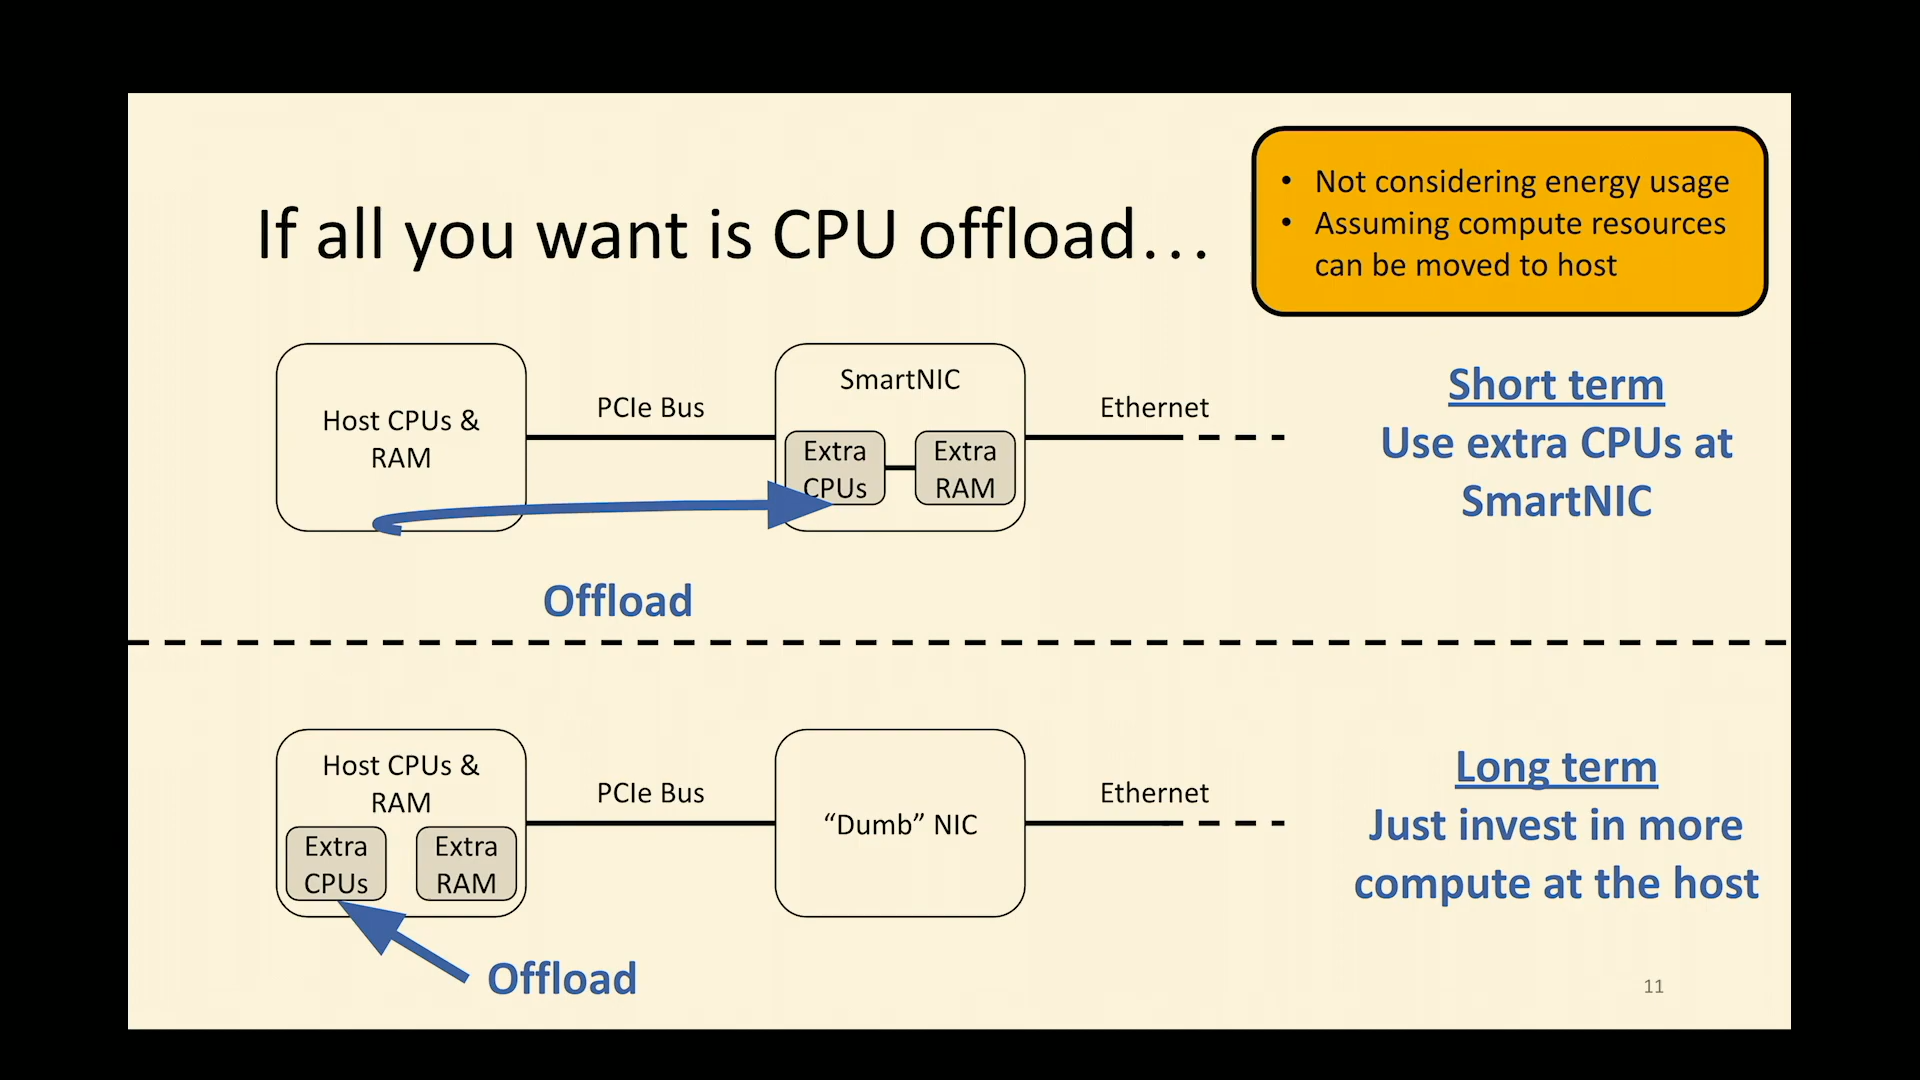 If all you want is CPU offload…
• Not considering energy usage
• Assuming compute resources
can be moved to host
Host CPUs &
RAM
PCIe Bus
SmartNIC
Extra
CPUs
Extra
RAM
Ethernet
Short term
Use extra CPUs at
SmartNIC
Offload
Host CPUs &
RAM
Extra
CPUs
Extra
RAM
PCIe Bus
“Dumb” NIC
Ethernet
Long term
Just invest in more
compute at the host
Offload
11